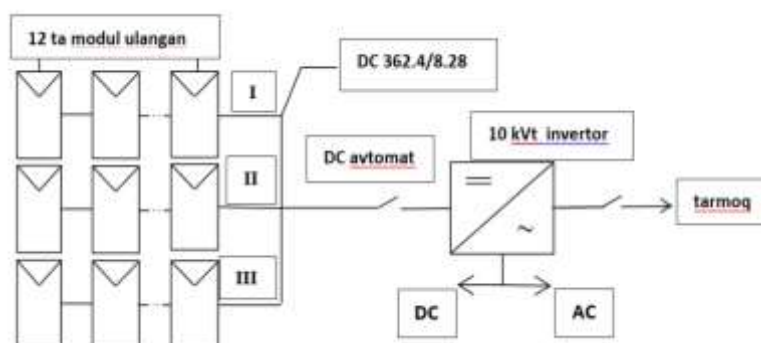 12 ta modul ulangan
DC 362.4/8.28
I
10 kVt invertor
DC avtomat
II
tarmoq
III
DC
AC